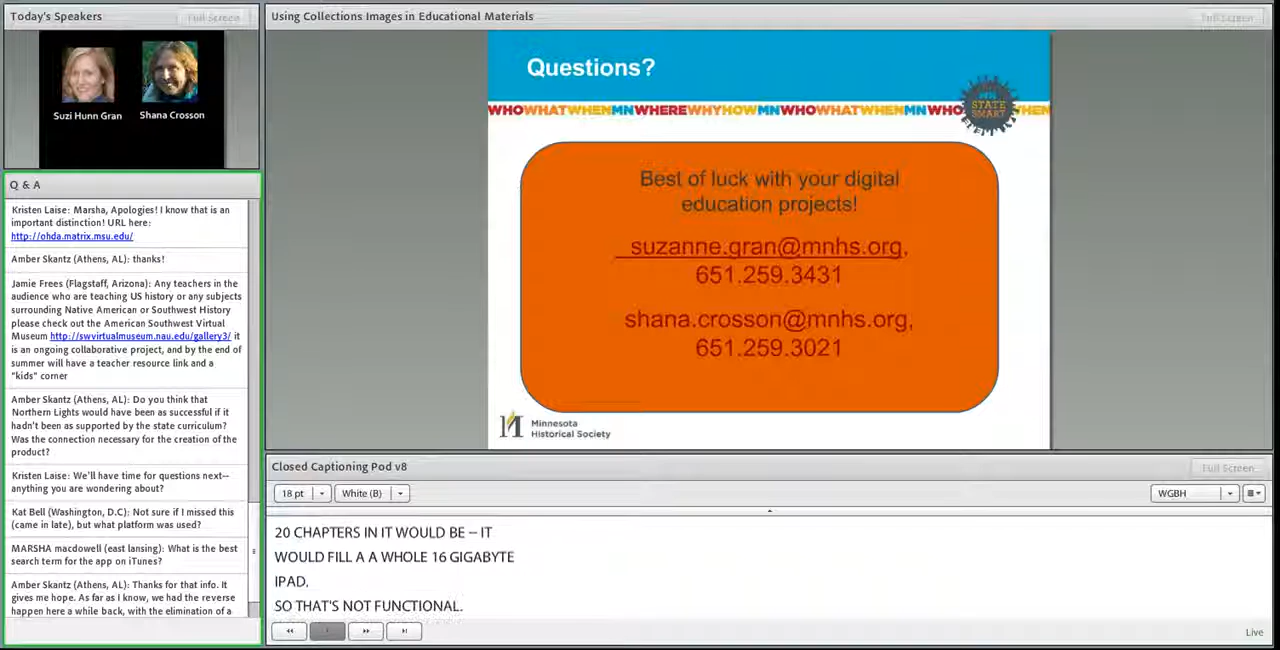 Today's Speakers
Full Screen
Suzi Hunn Gran
Shana Crosson
Q & A
Kristen Laise: Marsha, Apologies! I know that is an
important distinction! URL here:
http://ohda.matrix.msu.edu/
Amber Skantz (Athens, AL): thanks!
Jamie Frees (Flagstaff, Arizona): Any teachers in the
audience who are teaching US history or any subjects
surrounding Native American or Southwest History
please check out the American Southwest Virtual
Museum http://swvirtualmuseum.nau.edu/gallery3/ it
is an ongoing collaborative project, and by the end of
summer will have a teacher resource link and a
"kids" corner
Amber Skantz (Athens, AL): Do you think that
Northern Lights would have been as successful if it
hadn't been as supported by the state curriculum?
Was the connection necessary for the creation of the
product?
Kristen Laise: We'll have time for questions next--
anything you are wondering about?
Kat Bell (Washington, D.C): Not sure if I missed this
(came in late), but what platform was used?
MARSHA macdowell (east lansing): What is the best
search term for the app on iTunes?
Amber Skantz (Athens, AL): Thanks for that info. It
gives me hope. As far as I know, we had the reverse
happen here a while back, with the elimination of a
Using Collections Images in Educational Materials
Full Screen
Questions?
WHOWHATWHENMNWHEREWHYHOWMNWHOWHATWHENMNWHO
HEN
MN
STATE
SMART
Best of luck with your digital
education projects!
suzanne.gran@mnhs.org,
651.259.3431
shana.crosson@mnhs.org,
651.259.3021
Minnesota
Historical Society
Closed Captioning Pod v8
Full Screen
18 pt
White (B)
WGBH
20 CHAPTERS IN IT WOULD BE -- IT
WOULD FILL A A WHOLE 16 GIGABYTE
IPAD.
SO THAT'S NOT FUNCTIONAL.
Live